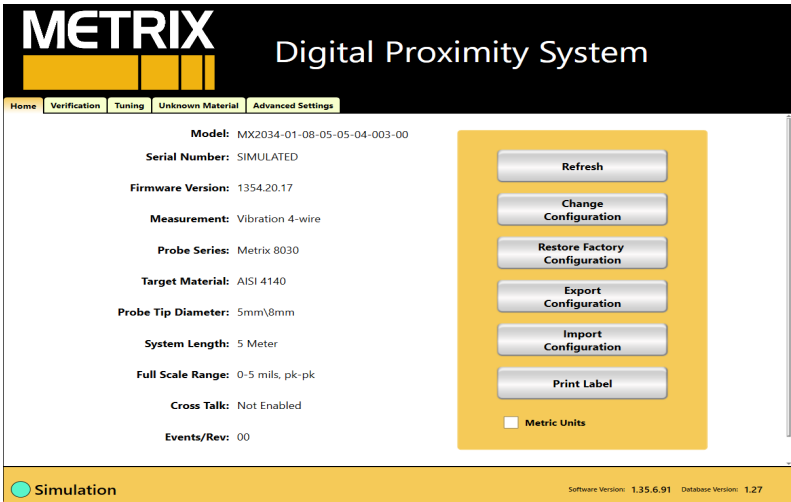 METRIX
Digital Proximity System
Home Verification Tuning Unknown Material Advanced Settings
Model: MX2034-01-08-05-05-04-003-00
Serial Number: SIMULATED
Firmware Version: 1354.20.17
Measurement: Vibration 4-wire
Probe Series: Metrix 8030
Target Material: AISI 4140
Probe Tip Diameter: 5mm\8mm
System Length: 5 Meter
Full Scale Range: 0-5 mils, pk-pk
Cross Talk: Not Enabled
Events/Rev: 00
Refresh
Change
Configuration
Restore Factory
Configuration
Export
Configuration
Import
Configuration
Print Label
Metric Units
Simulation
Software Version: 1.35.6.91 Database Version: 1.27